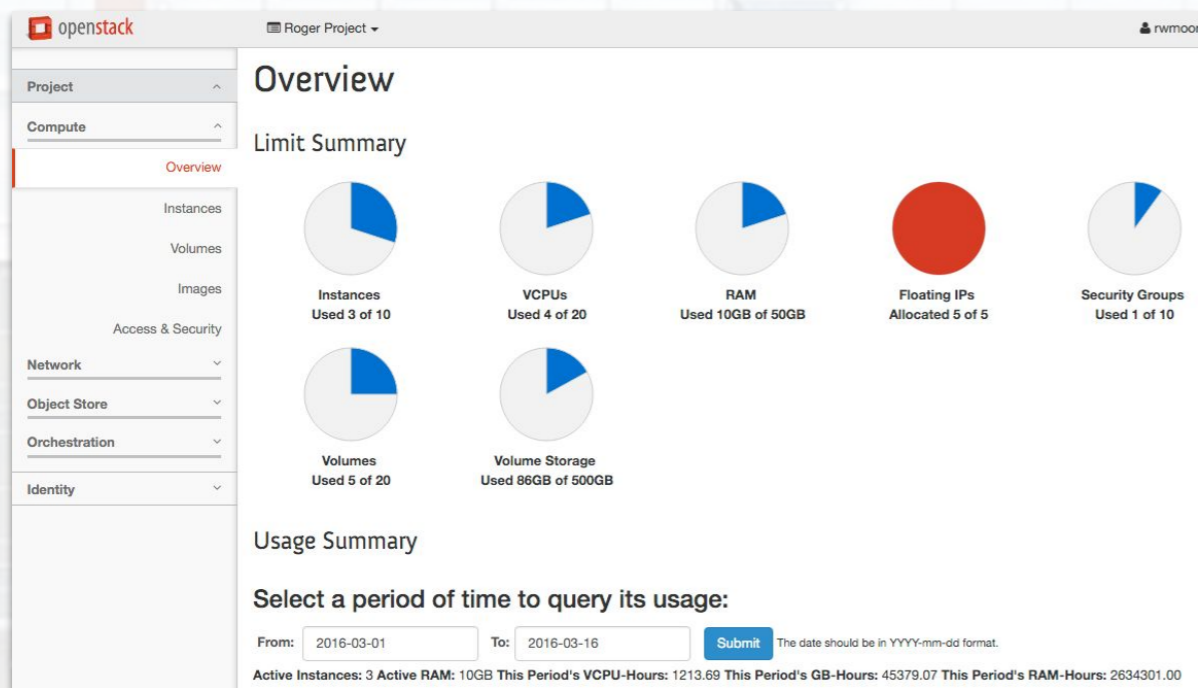 openstack
Roger Project
Project
Compute
Overview
Instances
Volumes
Images
Access & Security
Network
Object Store
Orchestration
Identity
Overview
Limit Summary
Instances
Used 3 of 10
VCPUs
Used 4 of 20
RAM
Used 10GB of 50GB
Floating IPs
Allocated 5 of 5
Security Groups
Used 1 of 10
Volumes
Used 5 of 20
Volume Storage
Used 86GB of 500GB
Usage Summary
Select a period of time to query its usage:
From: 2016-03-01 To: 2016-03-16 Submit The date should be in YYYY-mm-dd format.
Active Instances: 3 Active RAM: 10GB This Period's VCPU-Hours: 1213.69 This Period's GB-Hours: 45379.07 This Period's RAM-Hours: 2634301.00